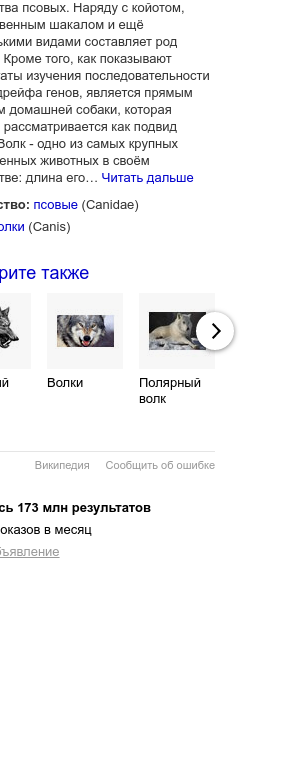 тва псовых. Наряду с койотом,
венным шакалом и ещё
ькими видами составляет род
Кроме того, как показывают
аты изучения последовательности
дрейфа генов, является прямым
м домашней собаки, которая
рассматривается как подвид
Волк - одно из самых крупных
енных животных в своём
тве: длина его… Читать дальше
ство: псовые (Canidae)
олки (Canis)
рите также
ий
Волки
Полярный
волк
Википедия Сообщить об ошибке
сь 173 млн результатов
оказов в месяц
бъявление